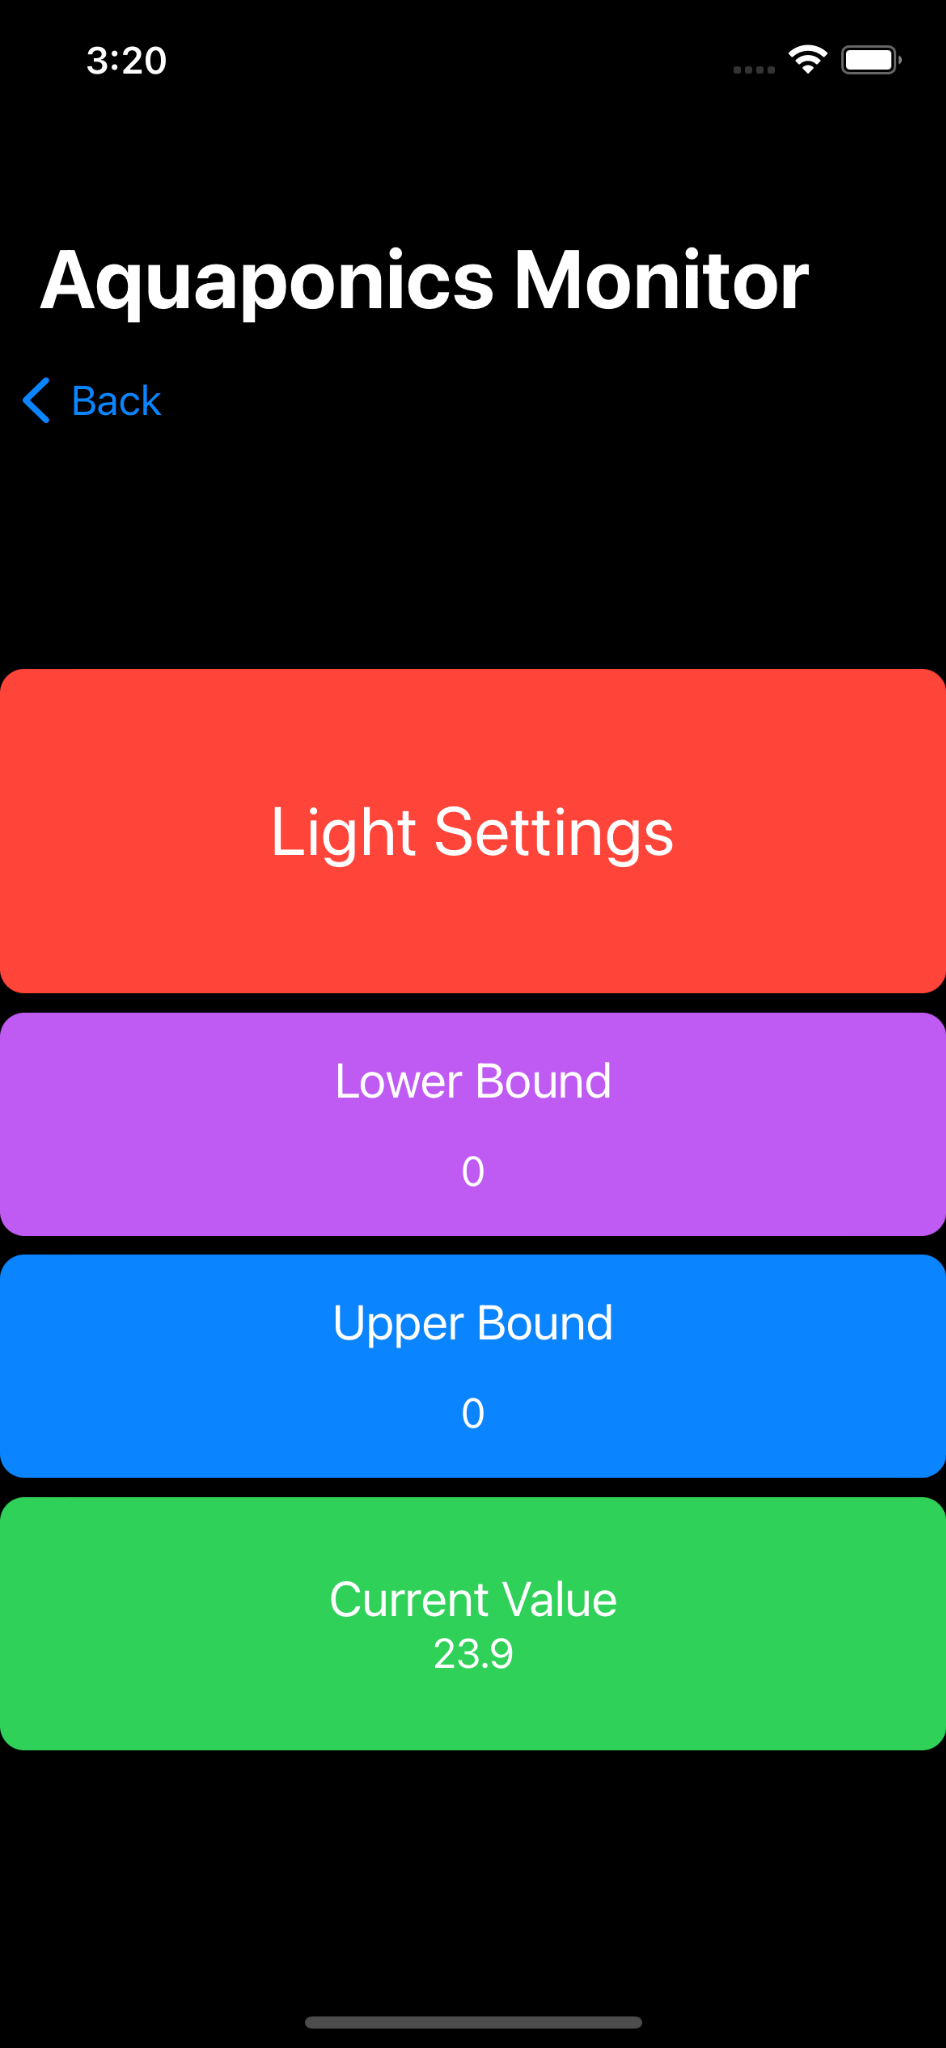 3:20
Aquaponics Monitor
Back
Light Settings
Lower Bound
0
Upper Bound
0
Current Value
23.9